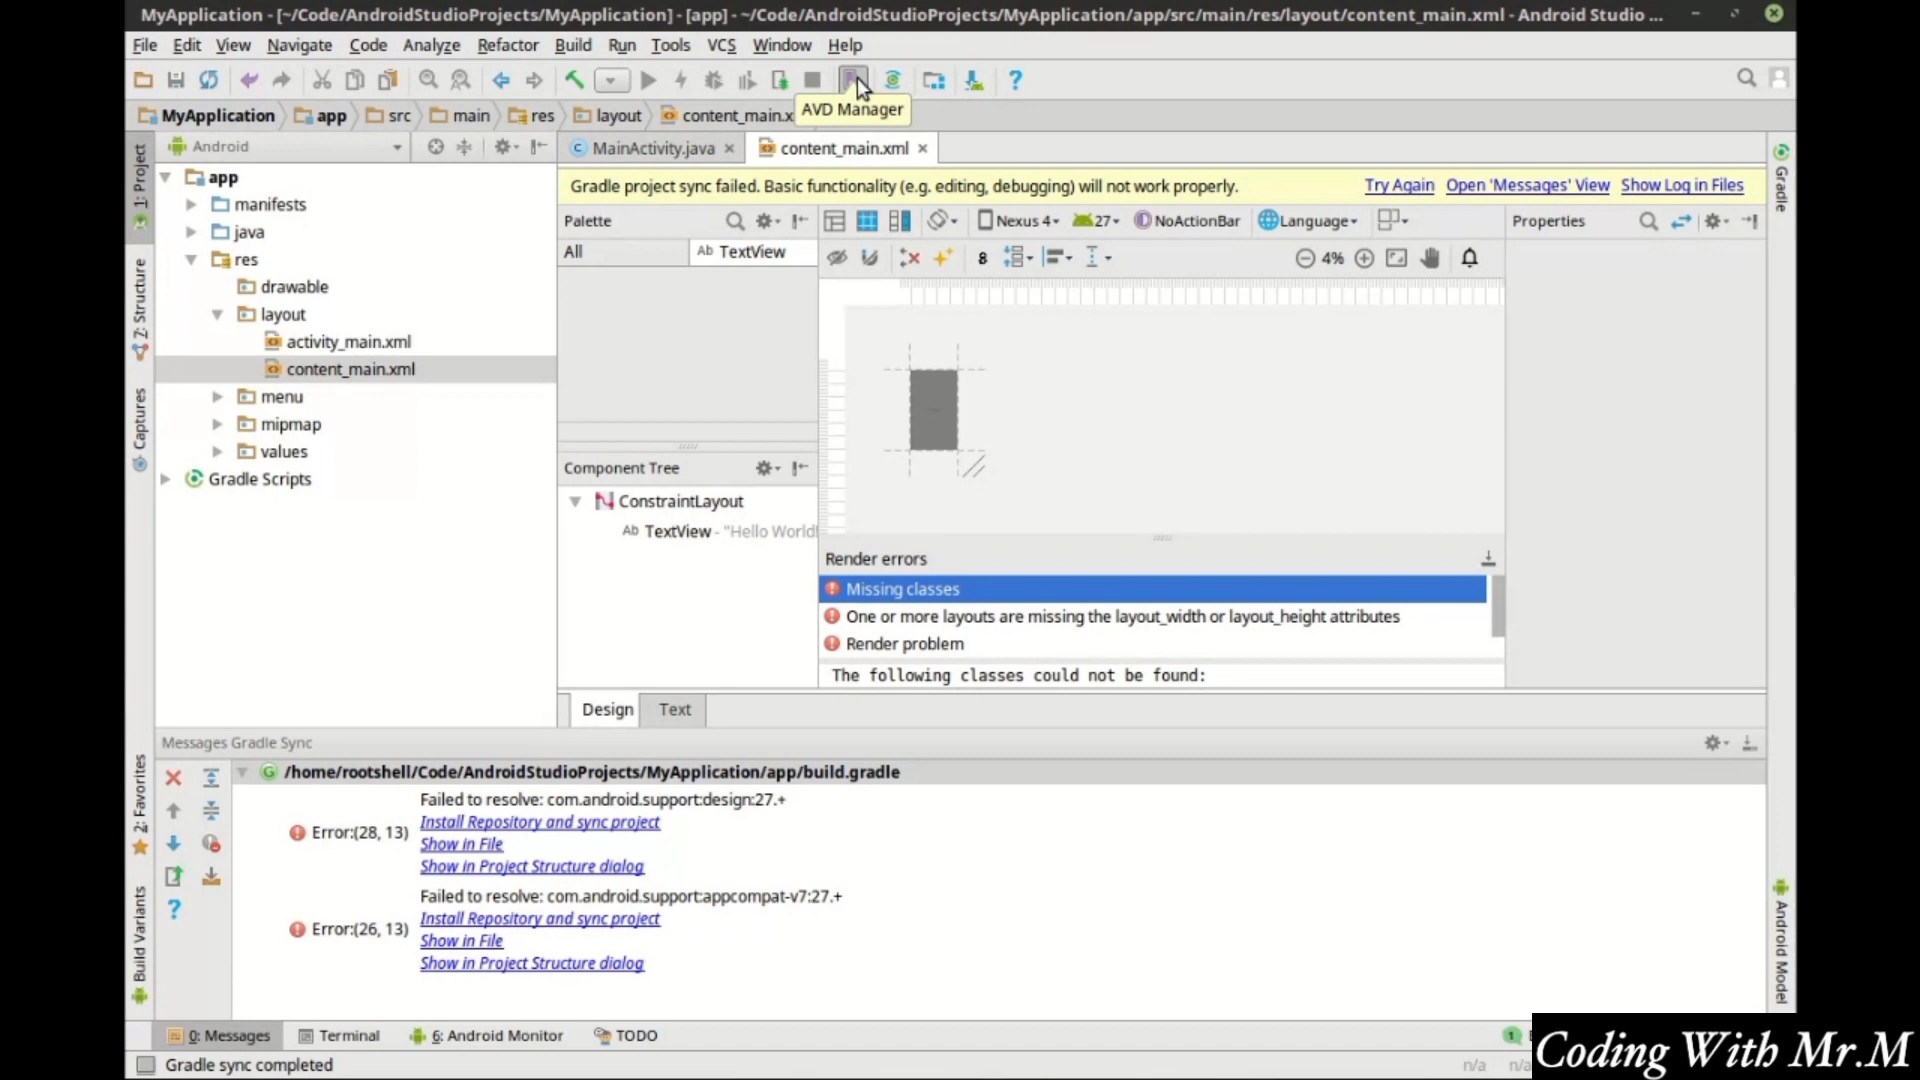 MyApplication - [~/Code/AndroidStudioProjects/MyApplication] - [app] - ~/Code/AndroidStudioProjects/MyApplication/app/src/main/res/layout/content_main.xml - Android Studio ...
File Edit View Navigate Code Analyze Refactor Build Run Tools VCS Window Help
AVD Manager
MyApplication app src main res layout content_main.x
1: Project
Android
MainActivity.java content_main.xml
Gradle
app
manifests
java
res
drawable
layout
activity_main.xml
content_main.xml
menu
mipmap
values
Gradle Scripts
Z: Structure
Captures
Gradle project sync failed. Basic functionality (e.g. editing, debugging) will not work properly. Try Again Open 'Messages' View Show Log in Files
Palette
Nexus 4 27 NoActionBar Language
Properties
All Ab TextView
8 4%
Component Tree
ConstraintLayout
Ab TextView - "Hello World!
Render errors
Missing classes
One or more layouts are missing the layout_width or layout_height attributes
Render problem
The following classes could not be found:
Design Text
Messages Gradle Sync
2: Favorites
Build Variants
/home/rootshell/Code/AndroidStudioProjects/MyApplication/app/build.gradle
Failed to resolve: com.android.support:design:27.+
Install Repository and sync project
Error:(28, 13)
Show in File
Show in Project Structure dialog
Failed to resolve: com.android.support:appcompat-v7:27.+
Install Repository and sync project
Error:(26, 13)
Show in File
Show in Project Structure dialog
Android Model
0: Messages Terminal 6: Android Monitor TODO
1
Gradle sync completed
n/a n/a
Coding With Mr.M